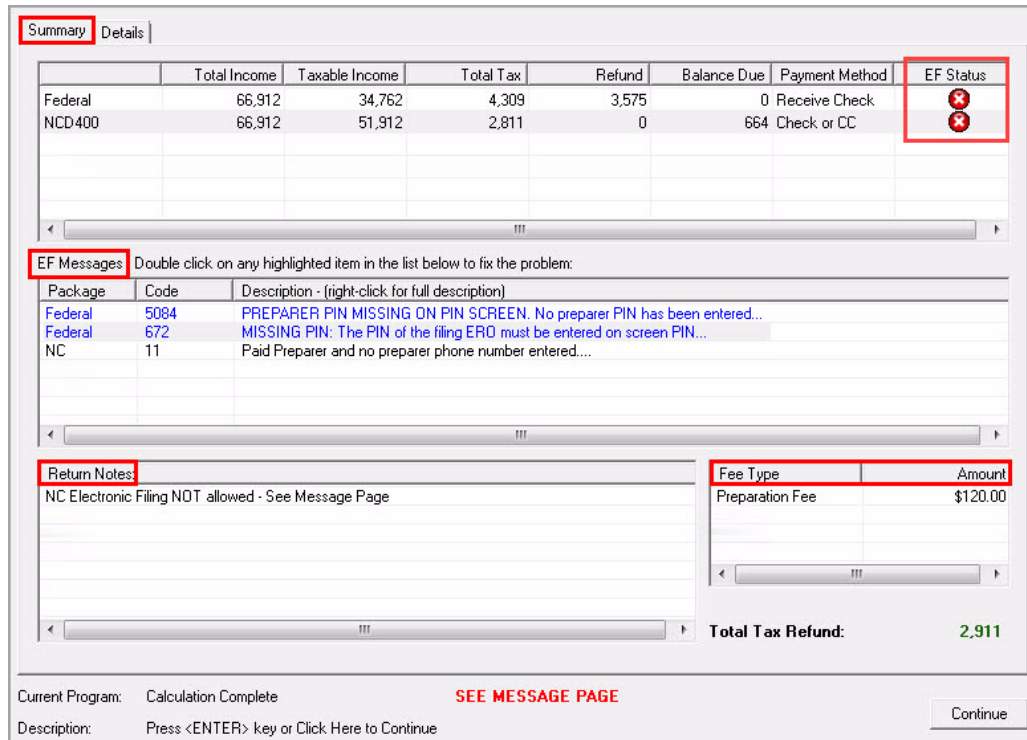 Summary Details
Total Income Taxable Income Total Tax Refund Balance Due Payment Method EF Status
Federal 66,912 34,762 4,309 3,575 0 Receive Check
NCD400 66,912 51,912 2,811 0 664 Check or CC
EF Messages Double click on any highlighted item in the list below to fix the problem:
Package Code Description - (right-click for full description)
Federal 5084 PREPARER PIN MISSING ON PIN SCREEN. No preparer PIN has been entered...
Federal 672 MISSING PIN: The PIN of the filing ERO must be entered on screen PIN...
NC 11 Paid Preparer and no preparer phone number entered....
Return Notes: Fee Type Amount
NC Electronic Filing NOT allowed - See Message Page Preparation Fee $120.00
Total Tax Refund: 2,911
Current Program: Calculation Complete SEE MESSAGE PAGE
Continue
Description: Press <ENTER> key or Click Here to Continue